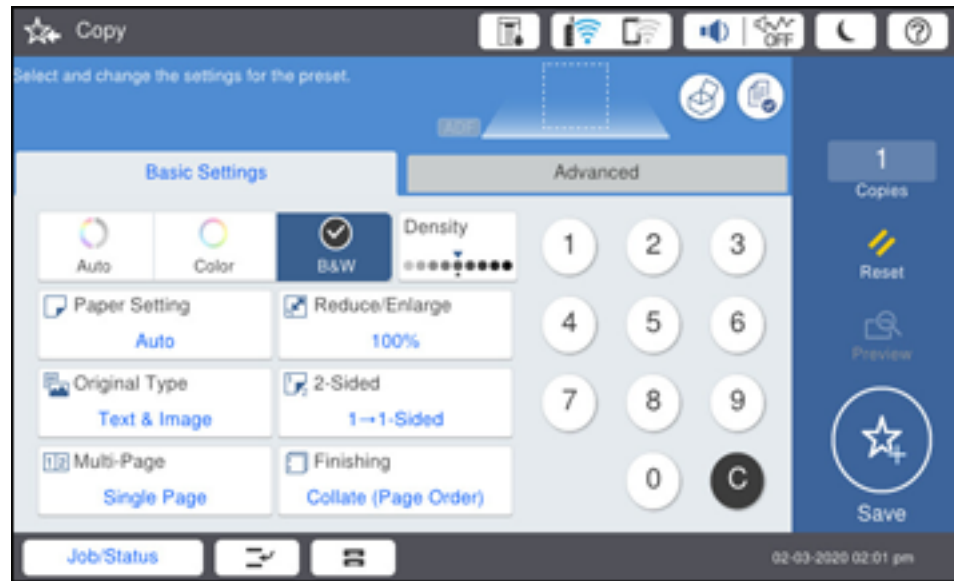 Copy
OFF
Select and change the settings for the preset.
ADF
Basic Settings
Advanced
1
Copies
Auto
Color
B&W
Density
1
2
3
Reset
Paper Setting
Auto
Reduce/Enlarge
100%
4
5
6
Preview
Original Type
Text & Image
2-Sided
1→1-Sided
7
8
9
Multi-Page
Single Page
Finishing
Collate (Page Order)
0
C
Save
Job/Status
02-03-2020 02:01 pm